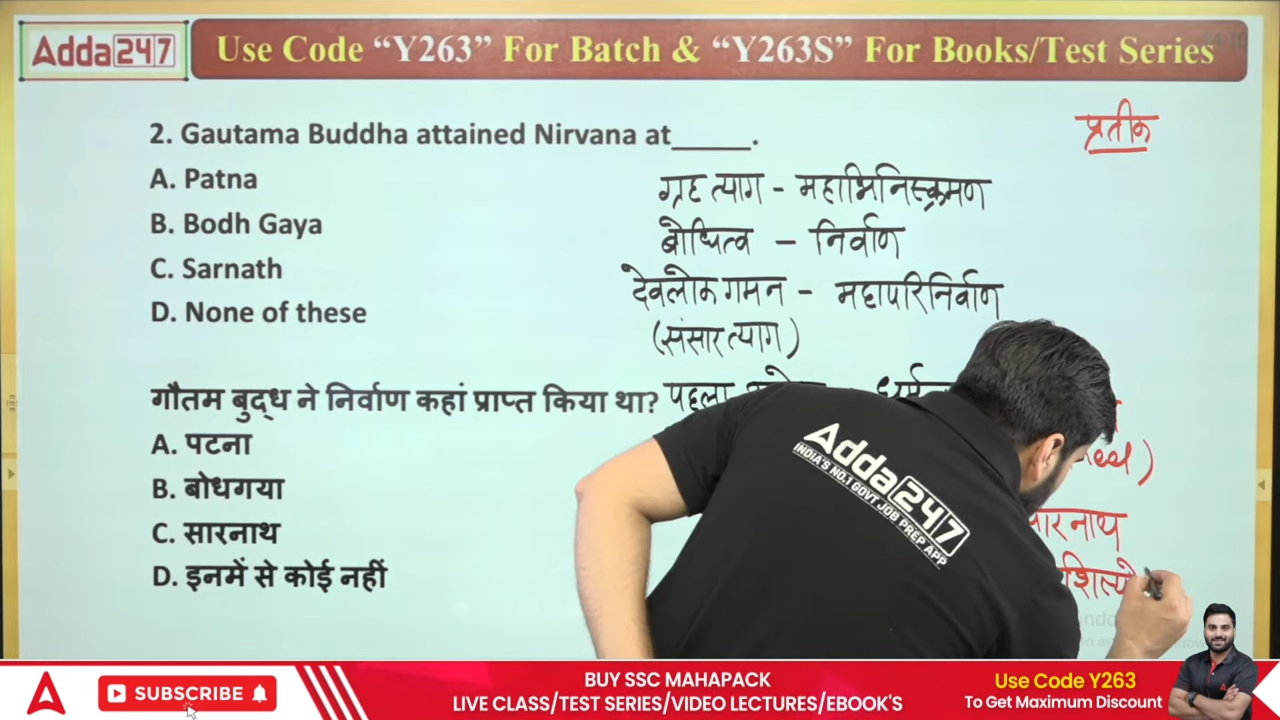 Adda247
Use Code “Y263” For Batch & “Y263S” For Books/Test Series
2. Gautama Buddha attained Nirvana at_____.
A. Patna
B. Bodh Gaya
C. Sarnath
D. None of these
गौतम बुद्ध ने निर्वाण कहां प्राप्त किया था?
A. पटना
B. बोधगया
C. सारनाथ
D. इनमें से कोई नहीं
प्रतीक
ग्रह त्याग - महाभिनिस्क्रमण
बोधित्व – निर्वाण
देवलोक गमन - महापरिनिर्वाण
(संसार त्याग)
पहला
Adda247
INDIA'S NO.1 GOVT JOB PREP APP
SUBSCRIBE
BUY SSC MAHAPACK
LIVE CLASS/TEST SERIES/VIDEO LECTURES/EBOOK'S
Use Code Y263
To Get Maximum Discount